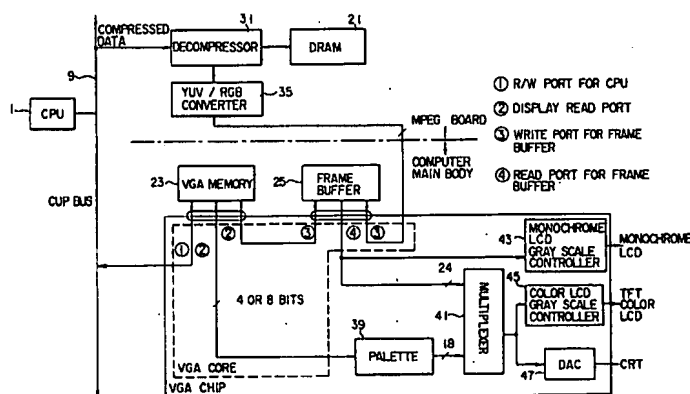 COMPRESSED
DATA
31
DECOMPRESSOR
21
DRAM
9
1
CPU
YUV / RGB
CONVERTER
35
① R/W PORT FOR CPU
② DISPLAY READ PORT
③ WRITE PORT FOR FRAME
BUFFER
④ READ PORT FOR FRAME
BUFFER
MPEG BOARD
COMPUTER
MAIN BODY
CUP BUS
23
VGA MEMORY
25
FRAME
BUFFER
① ② ② ③ ④ ③
4 OR 8 BITS
VGA CORE
VGA CHIP
39
PALETTE
24
18
41
MULTIPLEXER
43
MONOCHROME
LCD
GRAY SCALE
CONTROLLER
MONOCHROME
LCD
45
COLOR LCD
GRAY SCALE
CONTROLLER
TFT
COLOR
LCD
47
DAC
CRT